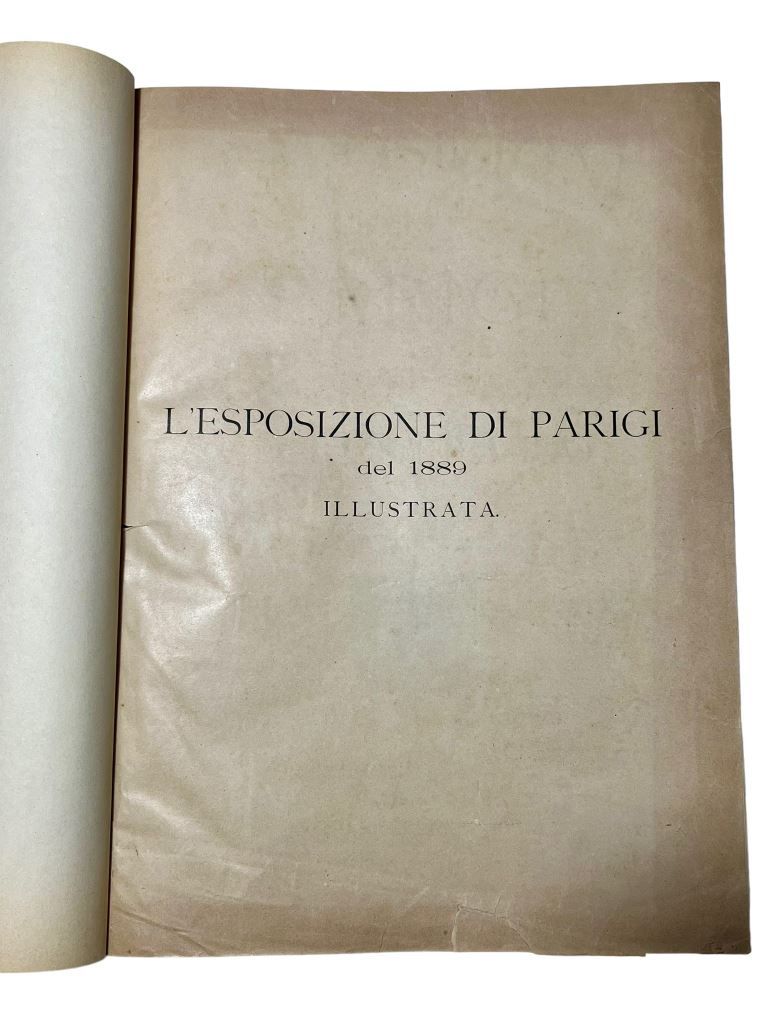 L'ESPOSIZIONE DI PARIGI
del 1889
ILLUSTRATA.